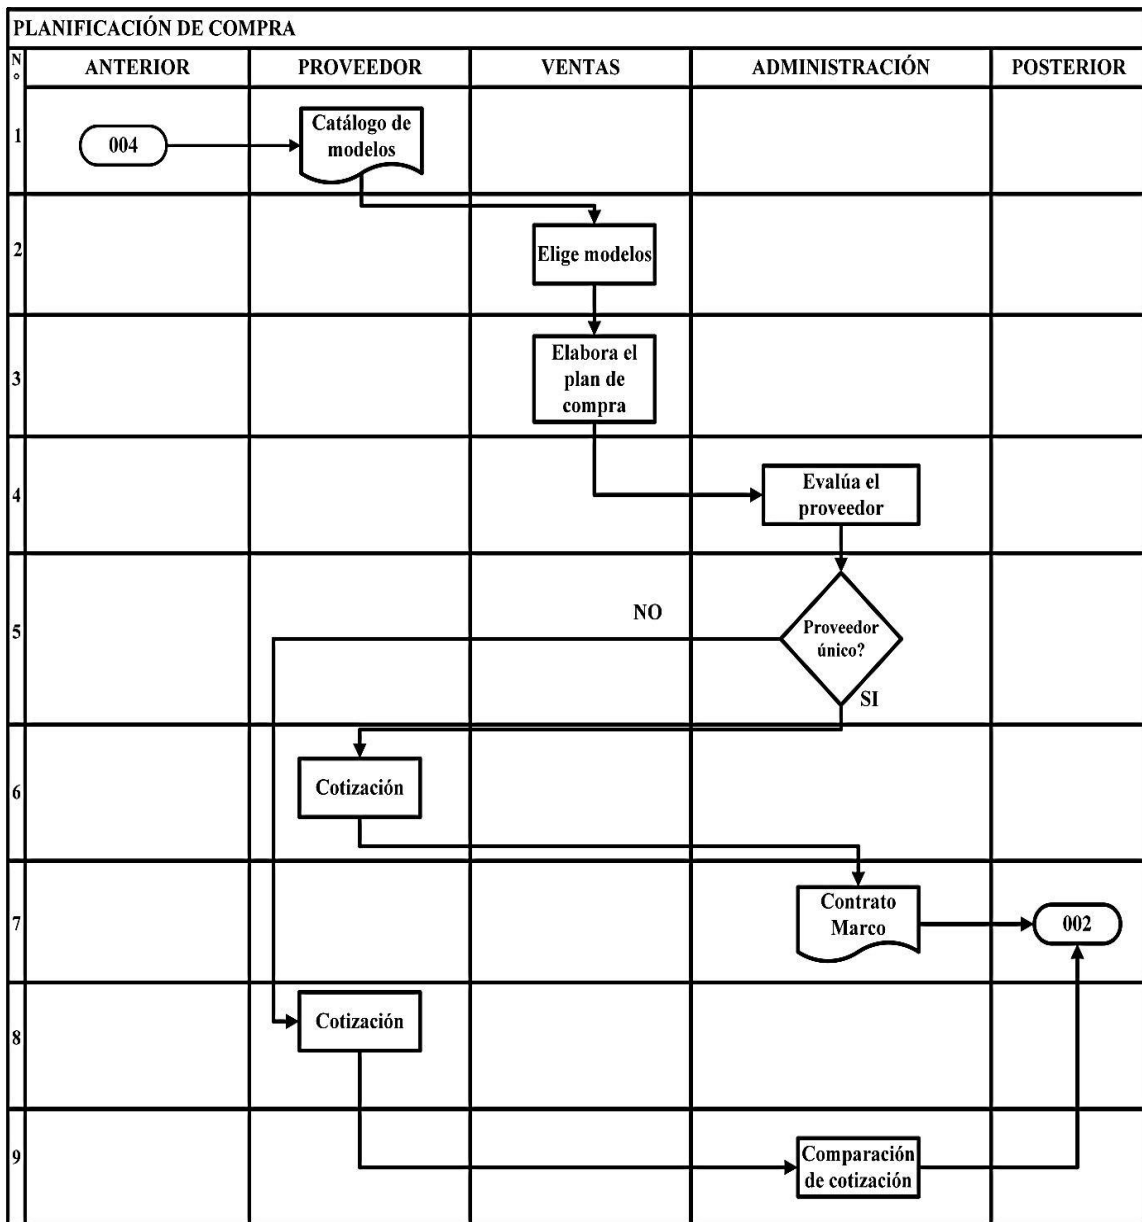 PLANIFICACIÓN DE COMPRA
N° ANTERIOR PROVEEDOR VENTAS ADMINISTRACIÓN POSTERIOR
1
004
Catálogo de
modelos
2
Elige modelos
3
Elabora el
plan de
compra
4
Evalúa el
proveedor
5
NO
Proveedor
único?
SI
6
Cotización
7
Contrato
Marco
002
8
Cotización
9
Comparación
de cotización